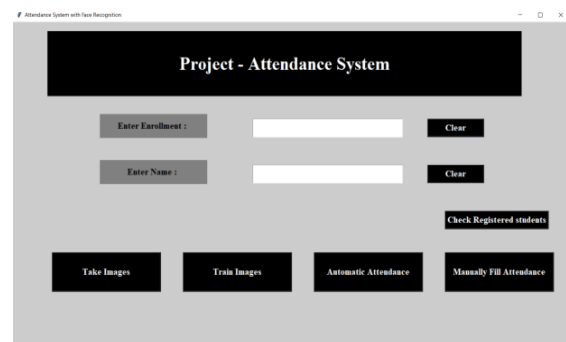 Attendance System with Face Recognition
Project - Attendance System
Enter Enrollment :
Clear
Enter Name :
Clear
Check Registered students
Take Images
Train Images
Automatic Attendance
Manually Fill Attendance